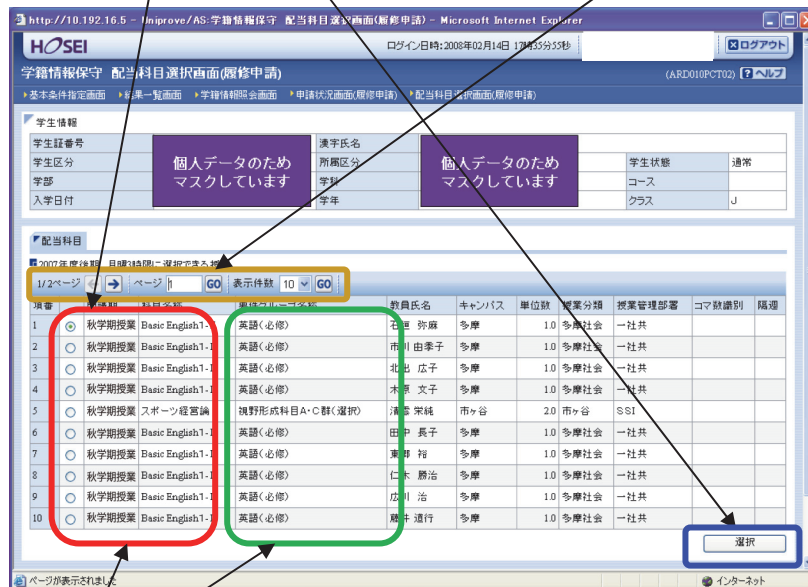 http://10.192.16.5 - Uniprove/AS:学籍情報保守 配当科目選択画面(履修申請) - Microsoft Internet Explorer
HOSEI ログイン日時:2008年02月14日 17時35分55秒 ログアウト
学籍情報保守 配当科目選択画面(履修申請) (ARD010PCT02) ? ヘルプ
基本条件指定画面 結果一覧画面 学籍情報照会画面 申請状況画面(履修申請) 配当科目選択画面(履修申請)
学生情報
学生証番号 漢字氏名
学生区分 所属区分 学生状態 通常
学部 学科 コース
入学日付 学年 クラス J
個人データのため
マスクしています
個人データのため
マスクしています
配当科目
2007年度後期 月曜3時限に選択できる
1/2ページ ページ 1 GO 表示件数 10 GO
項番 科目名称 教員氏名 キャンパス 単位数 授業分類 授業管理部署 コマ数識別 隔週
1 秋学期授業 Basic English1- 英語(必修) 弥麻 多摩 1.0 多摩社会 一社共
2 秋学期授業 Basic English1- 英語(必修) 市川 由季子 多摩 1.0 多摩社会 一社共
3 秋学期授業 Basic English1- 英語(必修) 広子 多摩 1.0 多摩社会 一社共
4 秋学期授業 Basic English1- 英語(必修) 文子 多摩 1.0 多摩社会 一社共
5 秋学期授業 スポーツ経営論 視野形成科目A・C群(選択) 栄純 市ヶ谷 2.0 市ヶ谷 SSI
6 秋学期授業 Basic English1- 英語(必修) 田中 長子 多摩 1.0 多摩社会 一社共
7 秋学期授業 Basic English1- 英語(必修) 裕 多摩 1.0 多摩社会 一社共
8 秋学期授業 Basic English1- 英語(必修) 勝治 多摩 1.0 多摩社会 一社共
9 秋学期授業 Basic English1- 英語(必修) 広川 治 多摩 1.0 多摩社会 一社共
10 秋学期授業 Basic English1- 英語(必修) 藤井 道行 多摩 1.0 多摩社会 一社共
選択
ページが表示されました インターネット